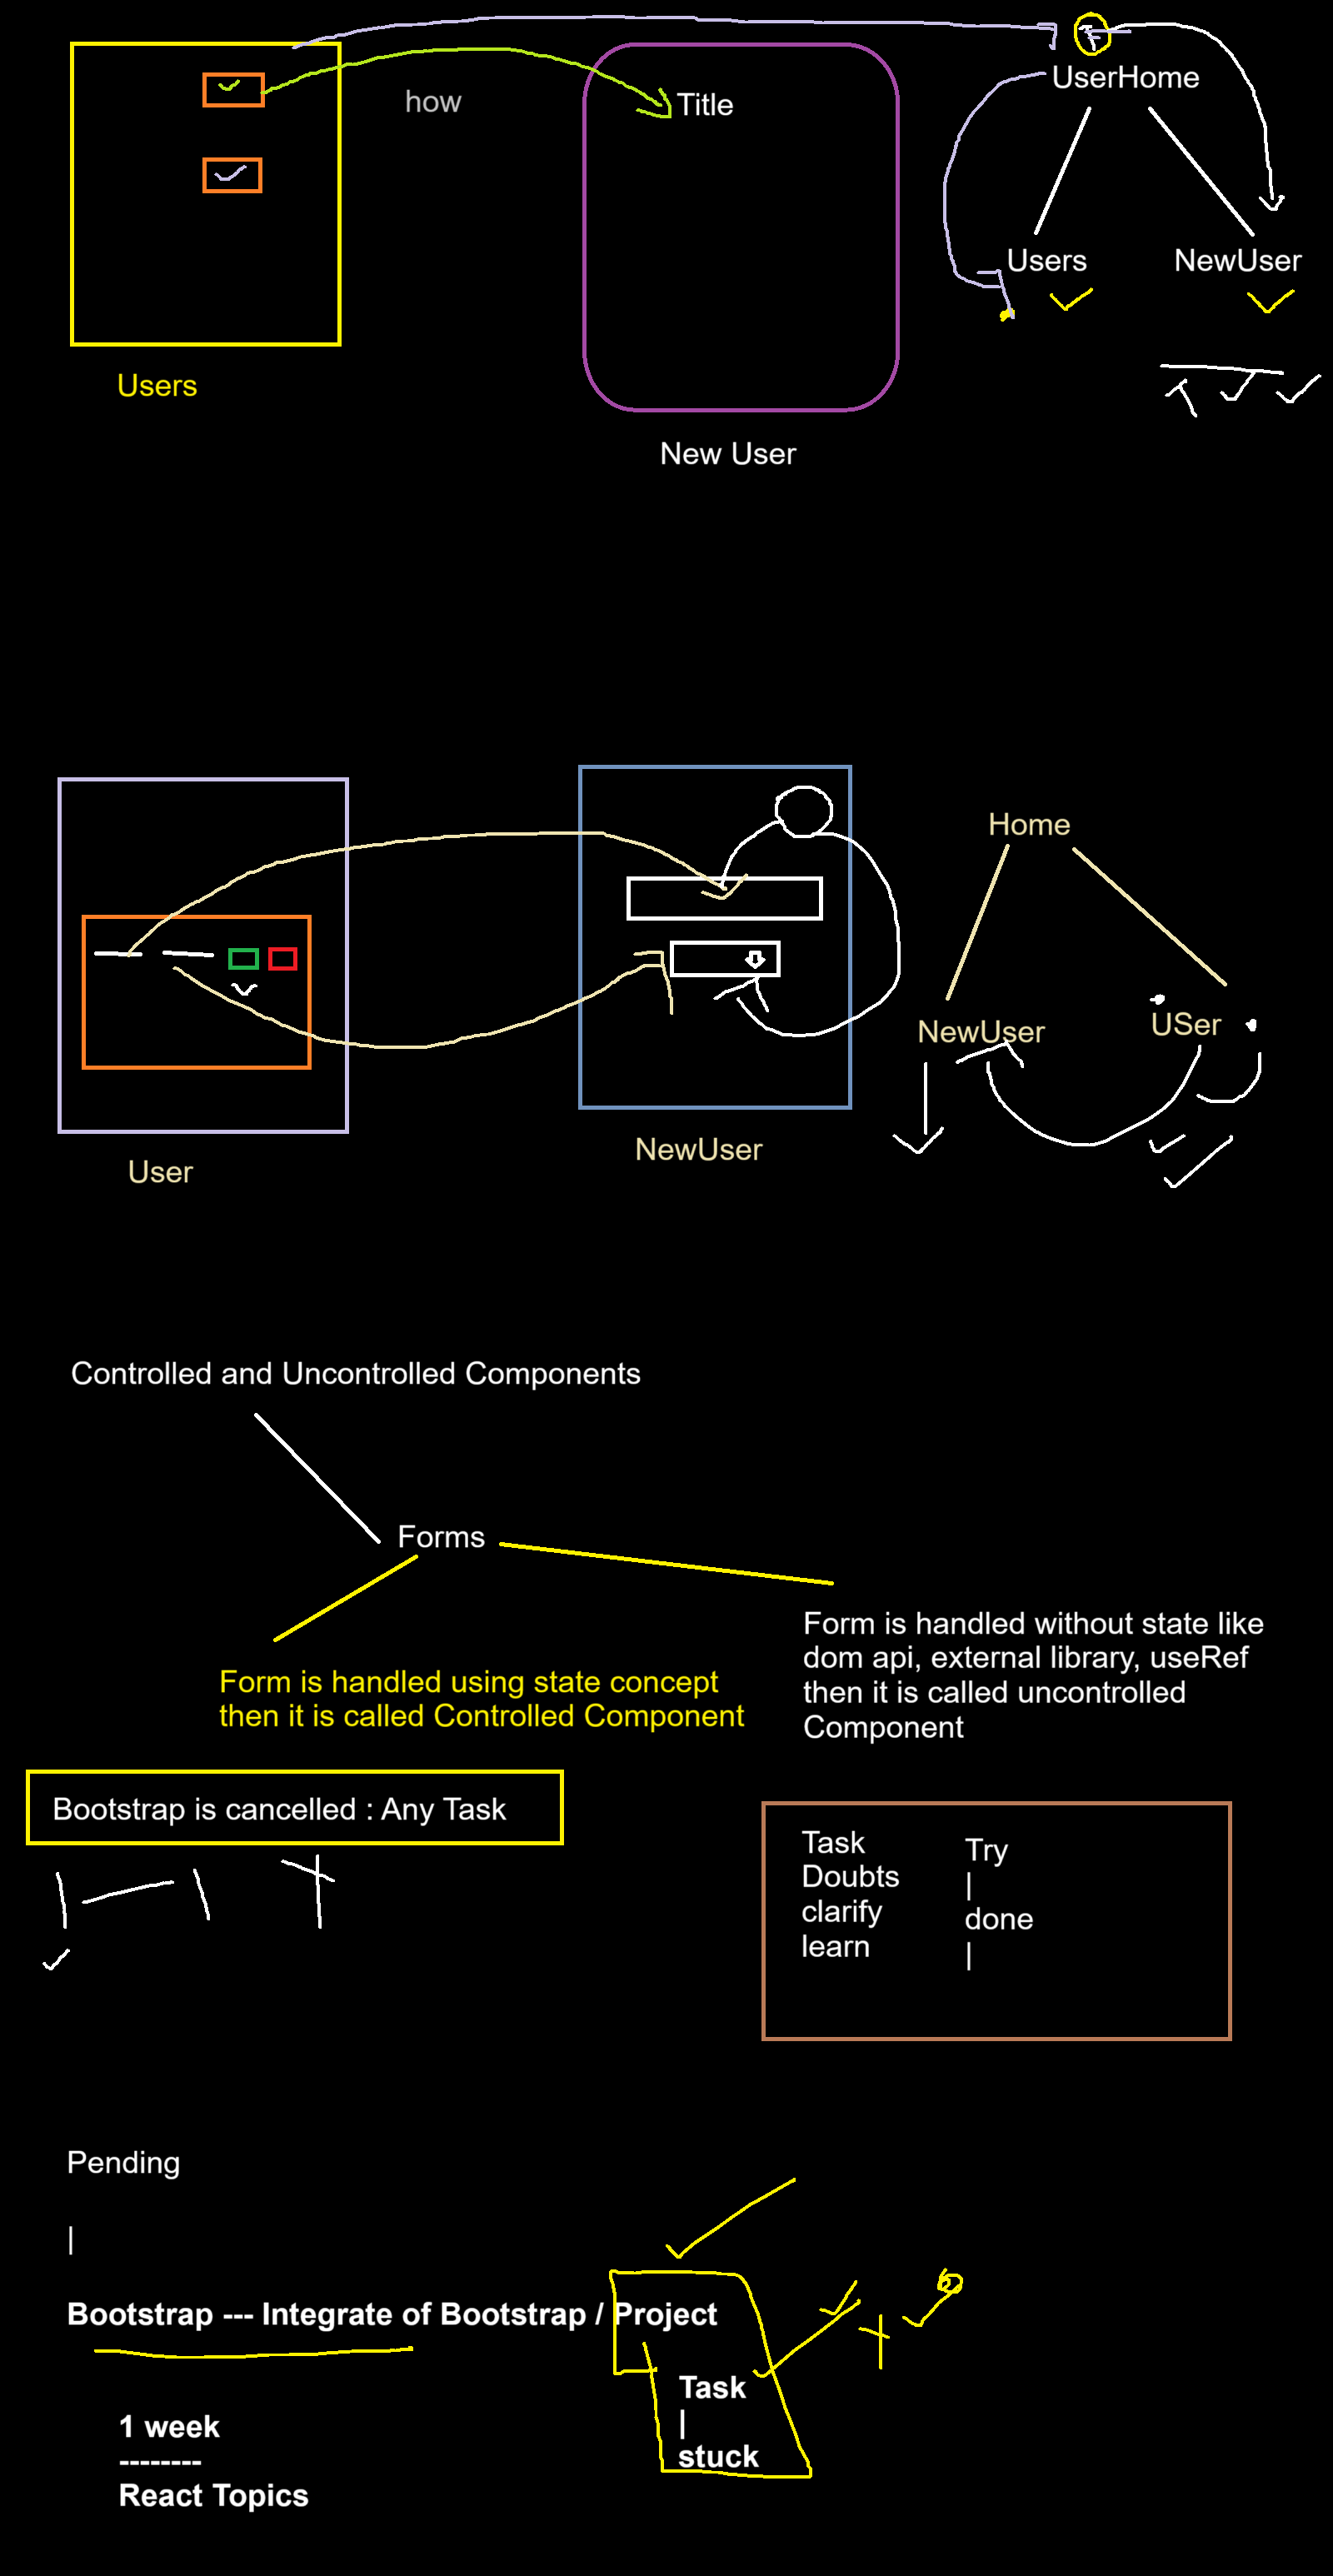 how
Title
UserHome
Users
NewUser
Users
New User
Home
NewUser
USer
NewUser
User
Controlled and Uncontrolled Components
Forms
Form is handled using state concept
then it is called Controlled Component
Form is handled without state like
dom api, external library, useRef
then it is called uncontrolled
Component
Bootstrap is cancelled : Any Task
Task
Doubts
clarify
learn
Try
|
done
|
Pending
|
Bootstrap --- Integrate of Bootstrap / Project
Task
|
stuck
1 week
--------
React Topics